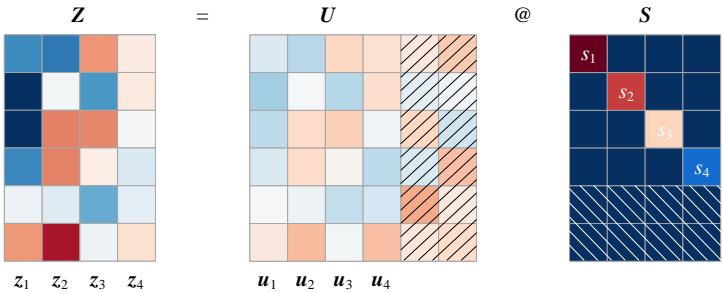 Z = U @ S
s₁
s₂
s₃
s₄
z₁ z₂ z₃ z₄ u₁ u₂ u₃ u₄